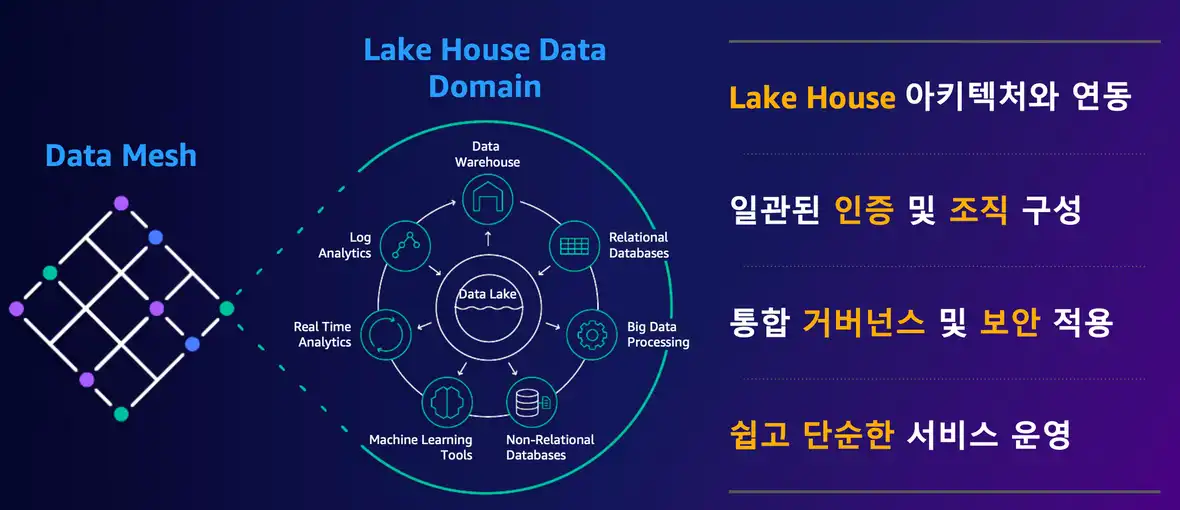 Data Mesh
Lake House Data
Domain
Data
Warehouse
Log
Analytics
Relational
Databases
Data Lake
Real Time
Analytics
Big Data
Processing
Machine Learning
Tools
Non-Relational
Databases
Lake House 아키텍처와 연동
일관된 인증 및 조직 구성
통합 거버넌스 및 보안 적용
쉽고 단순한 서비스 운영